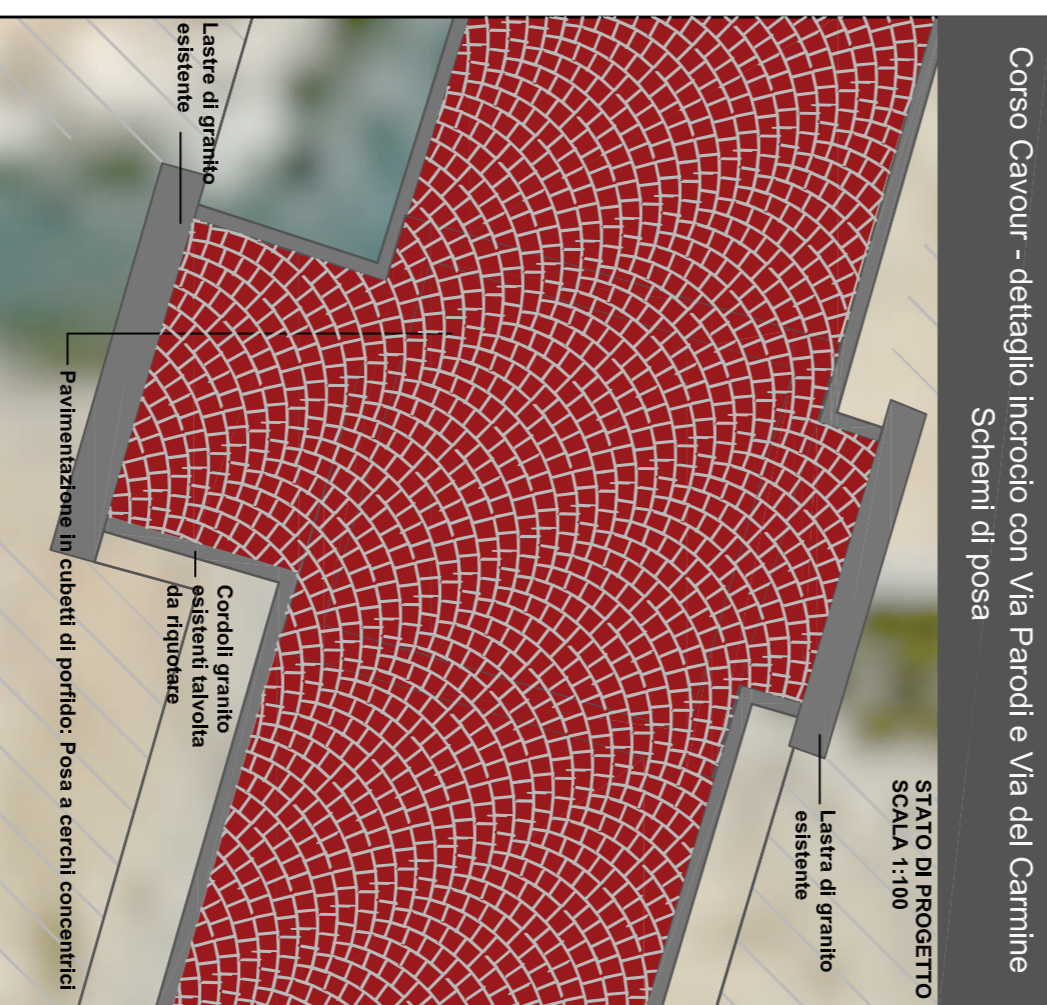 Corso Cavour - dettaglio incrocio con Via Parodi e Via del Carmine
Schemi di posa
STATO DI PROGETTO
SCALA 1:100
Lastre di granito
esistente
Lastra di granito
esistente
Cordoli granito
esistenti talvolta
da riquotare
Pavimentazione in cubetti di porfido: Posa a cerchi concentrici